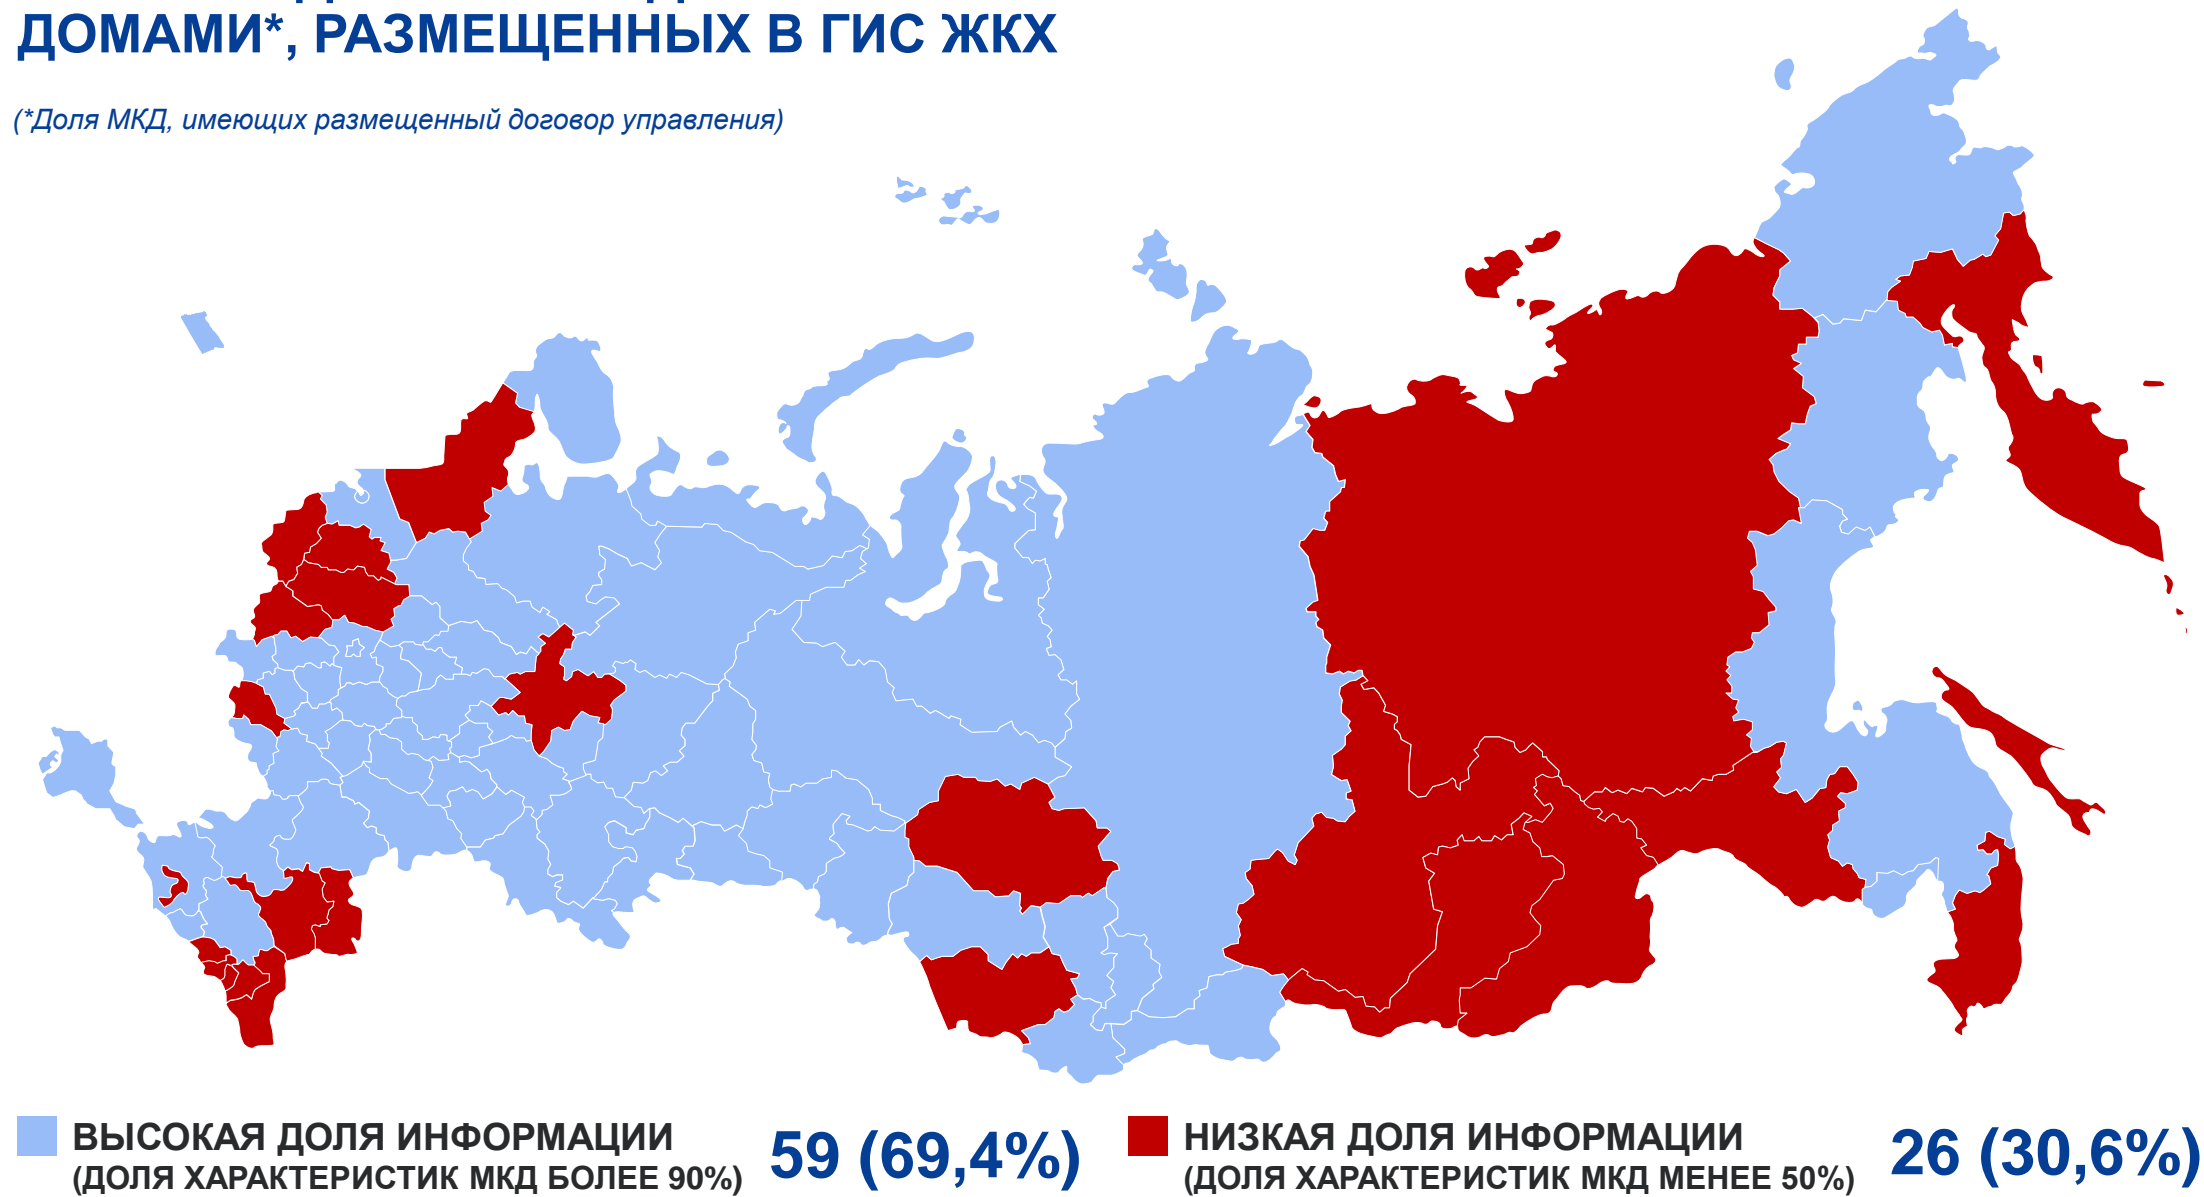 ДОМАМИ*, РАЗМЕЩЕННЫХ В ГИС ЖКХ
(*Доля МКД, имеющих размещенный договор управления)
ВЫСОКАЯ ДОЛЯ ИНФОРМАЦИИ
(ДОЛЯ ХАРАКТЕРИСТИК МКД БОЛЕЕ 90%)
59 (69,4%)
НИЗКАЯ ДОЛЯ ИНФОРМАЦИИ
(ДОЛЯ ХАРАКТЕРИСТИК МКД МЕНЕЕ 50%)
26 (30,6%)